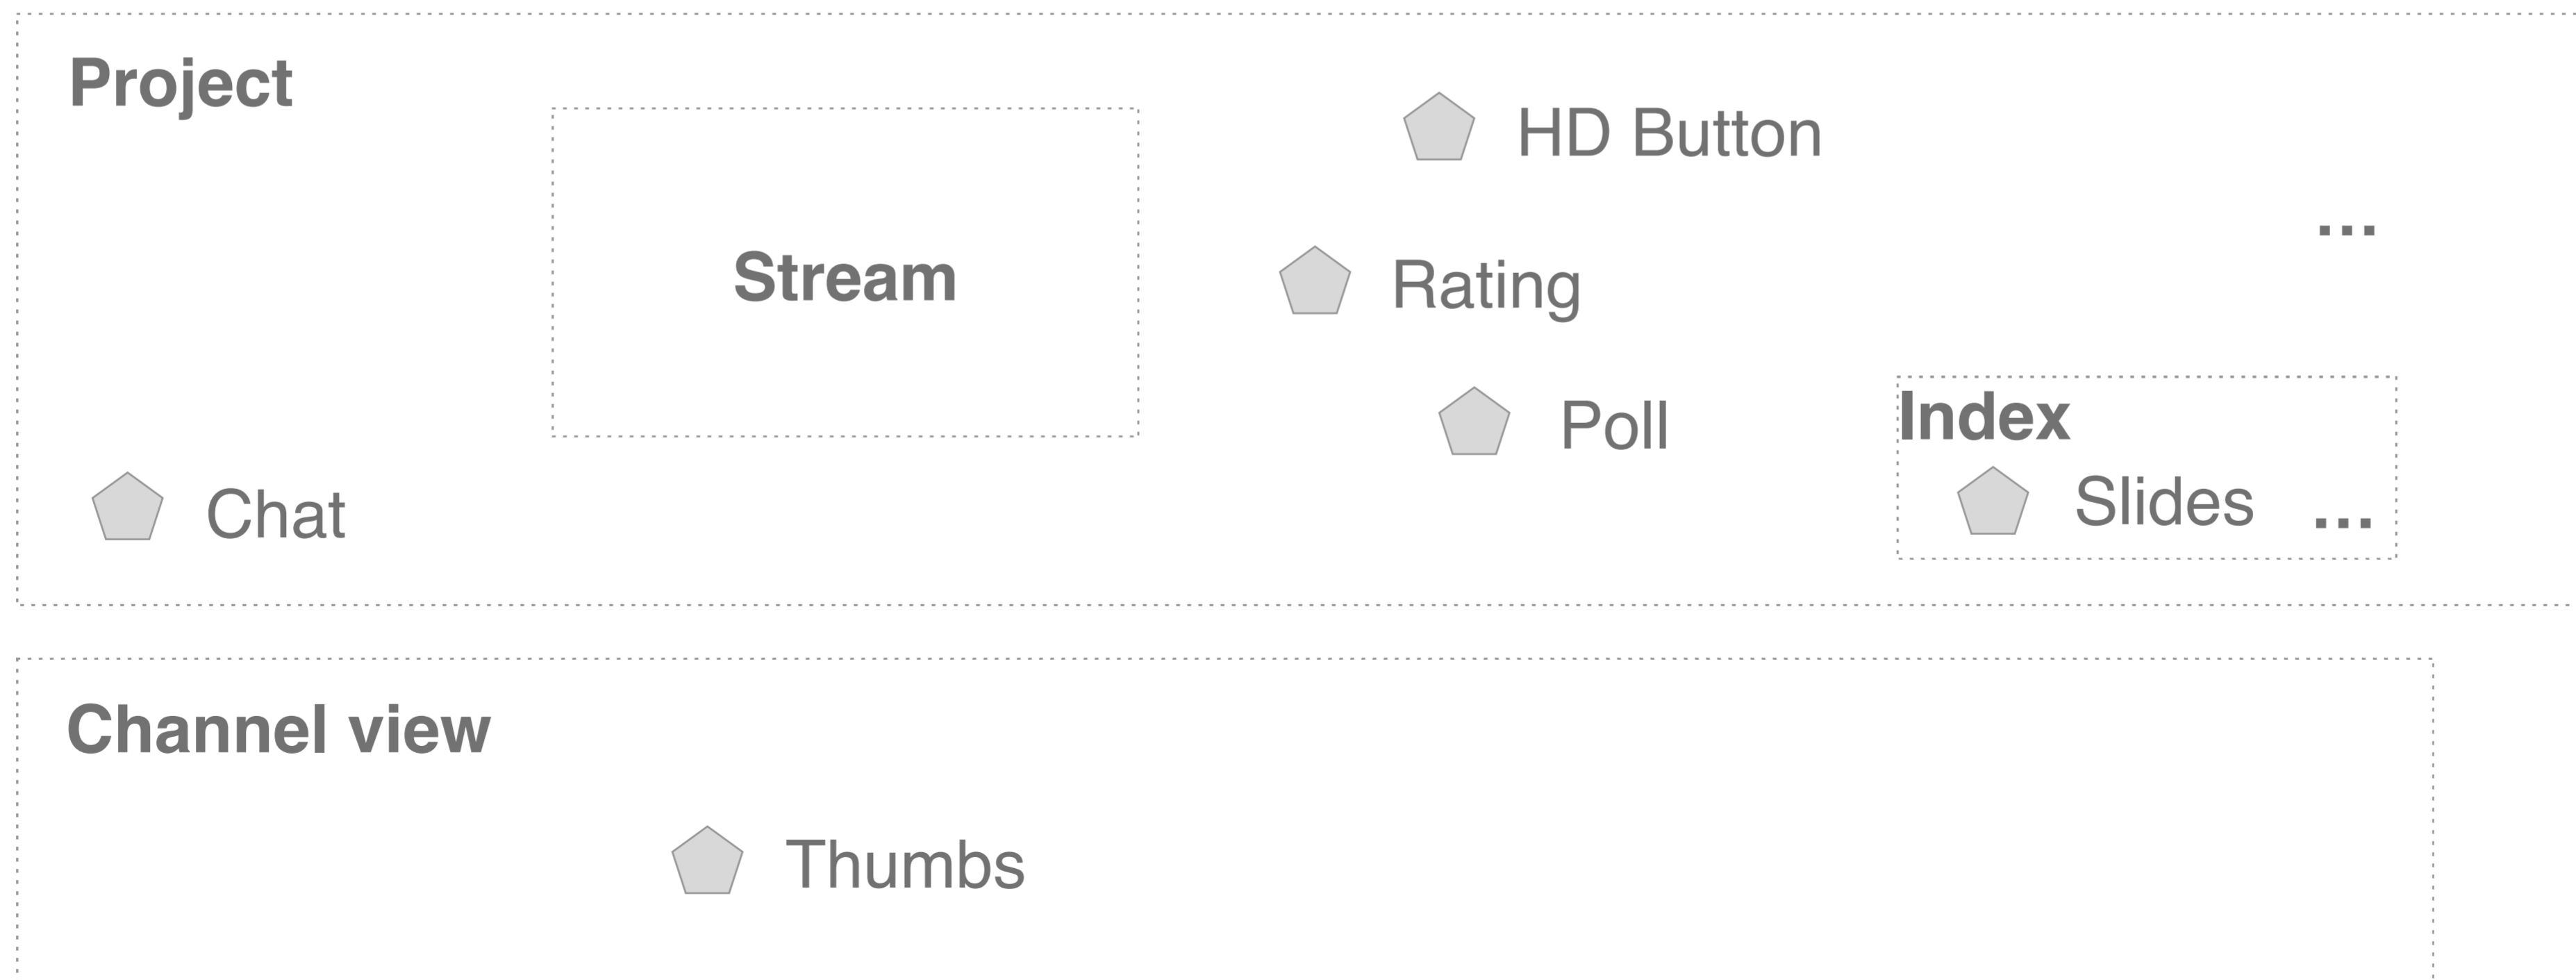 Project
HD Button
...
Stream
Rating
Index
Poll
Slides ...
Chat
Channel view
Thumbs